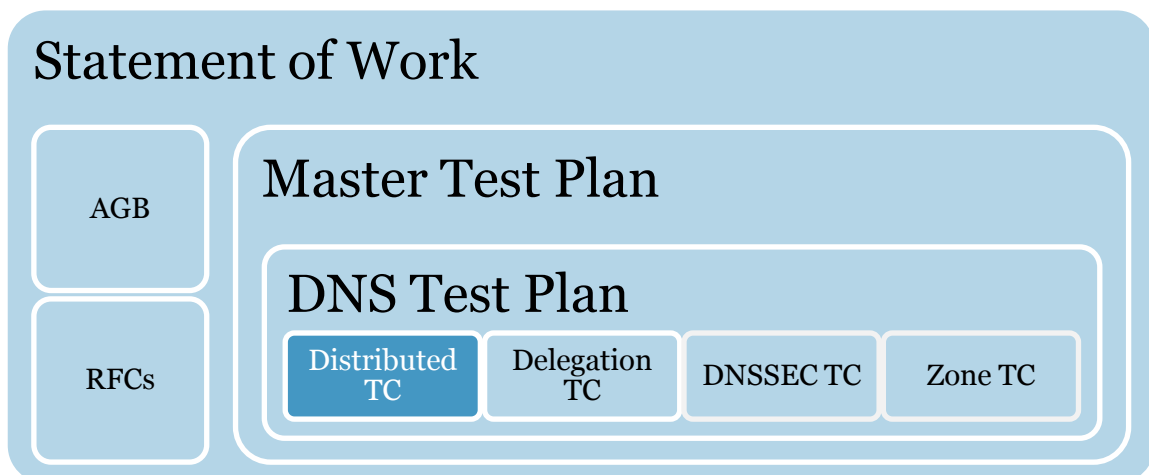 Statement of Work
AGB
RFCs
Master Test Plan
DNS Test Plan
Distributed
TC
Delegation
TC
DNSSEC TC
Zone TC